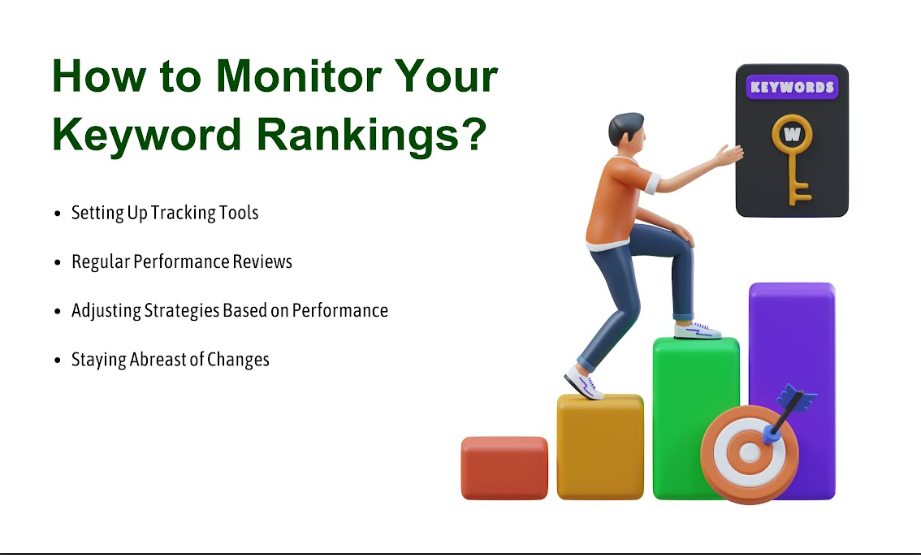 How to Monitor Your
Keyword Rankings?
• Setting Up Tracking Tools
• Regular Performance Reviews
• Adjusting Strategies Based on Performance
• Staying Abreast of Changes
KEYWORDS
W